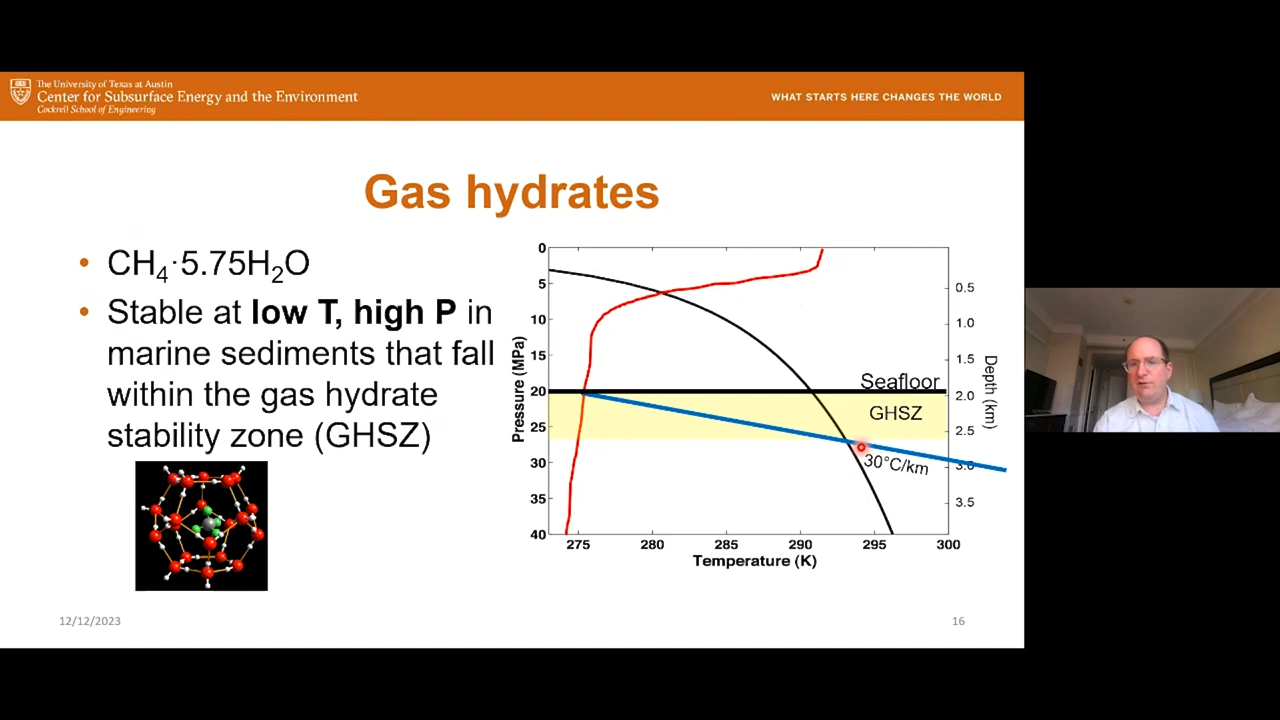 The University of Texas at Austin
Center for Subsurface Energy and the Environment
Cockrell School of Engineering
WHAT STARTS HERE CHANGES THE WORLD
Gas hydrates
• CH₄·5.75H₂O
• Stable at low T, high P in
marine sediments that fall
within the gas hydrate
stability zone (GHSZ)
Pressure (MPa)
0
5
10
15
20
25
30
35
40
275
280
285
290
295
300
Temperature (K)
0.5
1.0
1.5
2.0
2.5
3.0
3.5
Depth (km)
Seafloor
GHSZ
30°C/km
12/12/2023
16